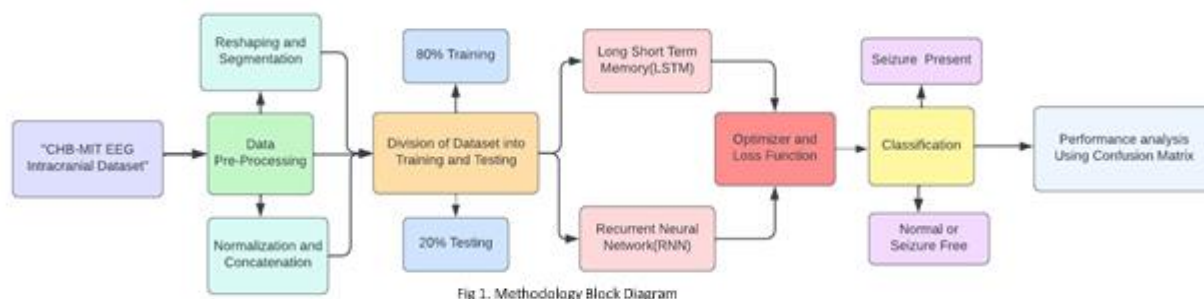 "CHB-MIT EEG
Intracranial Dataset"
Reshaping and
Segmentation
Data
Pre-Processing
Normalization and
Concatenation
80% Training
Division of Dataset into
Training and Testing
20% Testing
Long Short Term
Memory(LSTM)
Recurrent Neural
Network(RNN)
Optimizer and
Loss Function
Seizure Present
Classification
Normal or
Seizure Free
Performance analysis
Using Confusion Matrix
Fig 1. Methodology Block Diagram